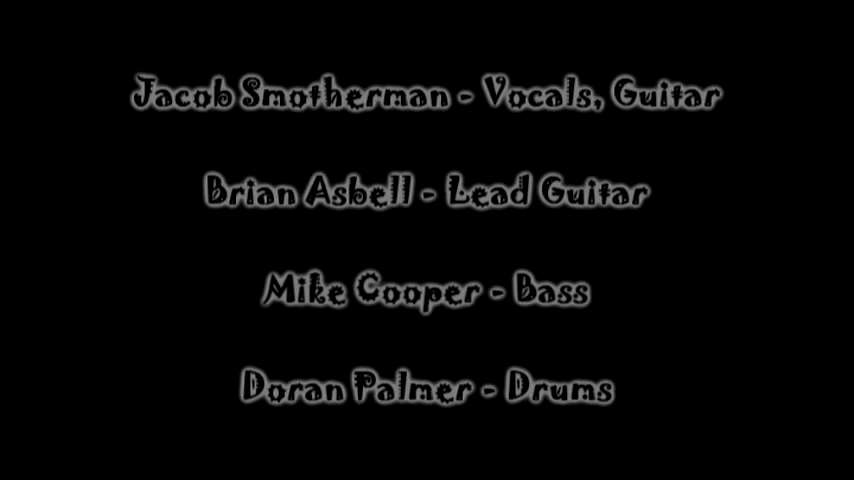 Jacob Smotherman - Vocals, Guitar
Brian Asbell - Lead Guitar
Mike Cooper - Bass
Doran Palmer - Drums